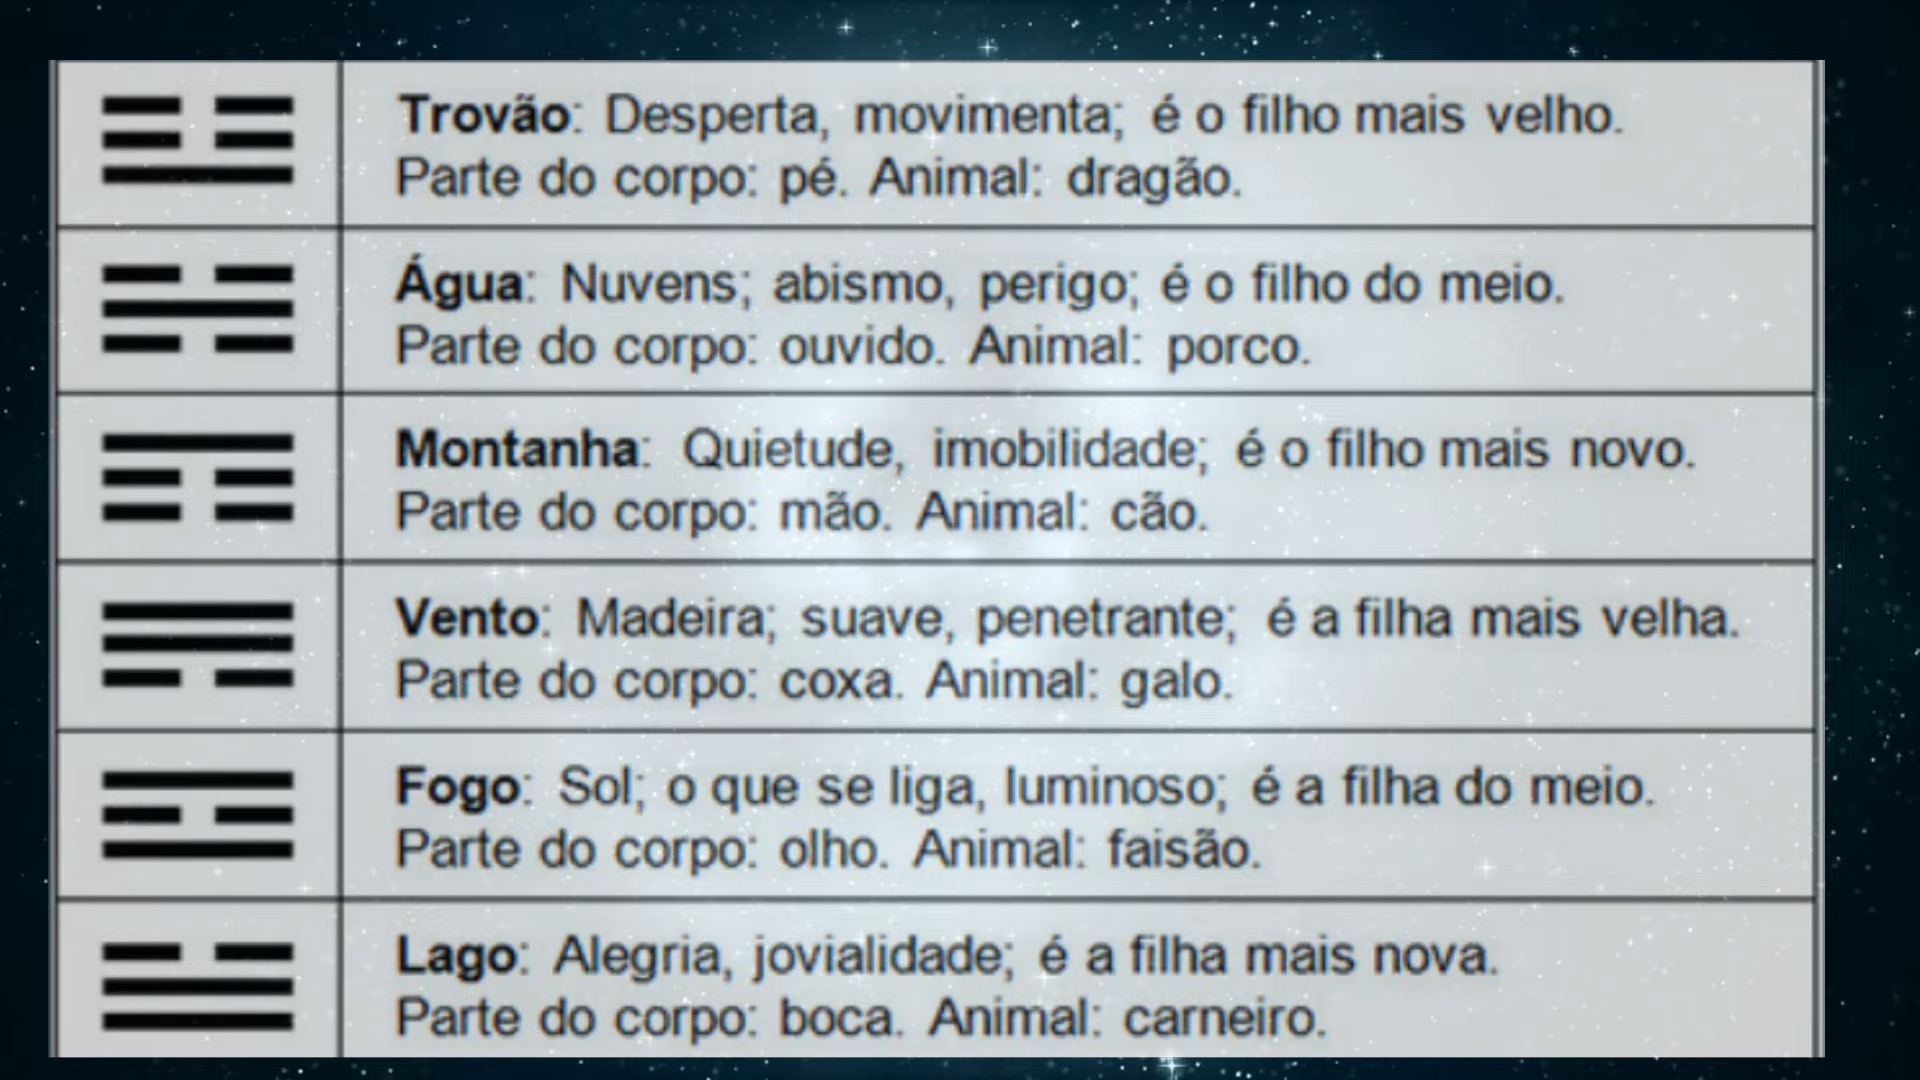 Trovão: Desperta, movimenta; é o filho mais velho.
Parte do corpo: pé. Animal: dragão.
Água: Nuvens; abismo, perigo; é o filho do meio.
Parte do corpo: ouvido. Animal: porco.
Montanha: Quietude, imobilidade; é o filho mais novo.
Parte do corpo: mão. Animal: cão.
Vento: Madeira; suave, penetrante; é a filha mais velha.
Parte do corpo: coxa. Animal: galo.
Fogo: Sol; o que se liga, luminoso; é a filha do meio.
Parte do corpo: olho. Animal: faisão.
Lago: Alegria, jovialidade; é a filha mais nova.
Parte do corpo: boca. Animal: carneiro.